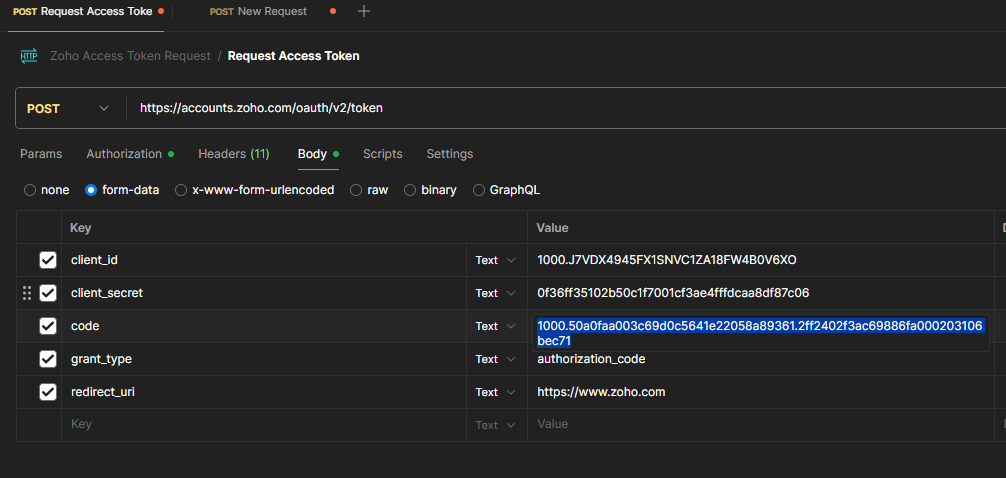 POST Request Access Toke
POST New Request
HTTP Zoho Access Token Request / Request Access Token
POST https://accounts.zoho.com/oauth/v2/token
Params Authorization Headers (11) Body Scripts Settings
none form-data x-www-form-urlencoded raw binary GraphQL
Key Value
client_id Text 1000.J7VDX4945FX1SNVC1ZA18FW4B0V6XO
client_secret Text 0f36ff35102b50c1f7001cf3ae4fffdcaa8df87c06
code Text 1000.50a0faa003c69d0c5641e22058a89361.2ff2402f3ac69886fa000203106
bec71
grant_type Text authorization_code
redirect_uri Text https://www.zoho.com
Key Text Value